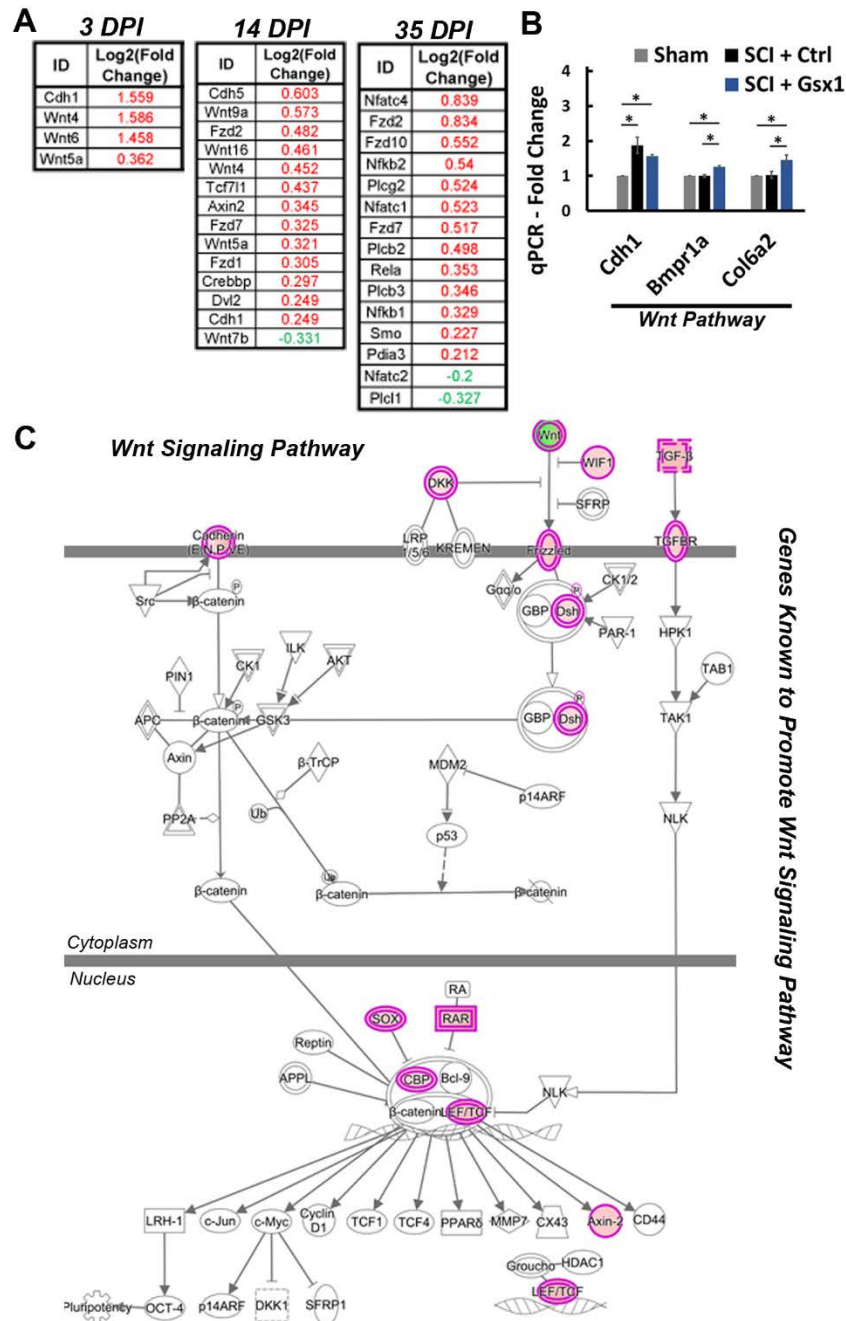 A
3 DPI
ID Log2(Fold Change)
Cdh1 1.559
Wnt4 1.586
Wnt6 1.458
Wnt5a 0.362
14 DPI
ID Log2(Fold Change)
Cdh5 0.603
Wnt9a 0.573
Fzd2 0.482
Wnt16 0.461
Wnt4 0.452
Tcf7l1 0.437
Axin2 0.345
Fzd7 0.325
Wnt5a 0.321
Fzd1 0.305
Crebbp 0.297
Dvl2 0.249
Cdh1 0.249
Wnt7b -0.331
35 DPI
ID Log2(Fold Change)
Nfatc4 0.839
Fzd2 0.834
Fzd10 0.552
Nfkb2 0.54
Plcg2 0.524
Nfatc1 0.523
Fzd7 0.517
Plcb2 0.498
Rela 0.353
Plcb3 0.346
Nfkb1 0.329
Smo 0.227
Pdia3 0.212
Nfatc2 -0.2
Plcl1 -0.327
B
Sham SCI + Ctrl
SCI + Gsx1
qPCR - Fold Change
4
3
2
1
0
* *
* *
* *
Cdh1 Bmpr1a Col6a2
Wnt Pathway
C
Wnt Signaling Pathway
Genes Known to Promote Wnt Signaling Pathway
Wnt
WIF1
TGF-β
DKK
SFRP
Cadherin
(E,N,P,VE)
LRP
1/5/6
KREMEN
Frizzled
TGFBR
Src
β-catenin
P
Gαq/o
GBP
Dsh
P
CK1/2
PAR-1
HPK1
TAB1
PIN1
CK1
ILK
AKT
APC
β-catenin
P
GSK3
GBP
Dsh
P
TAK1
Axin
β-TrCP
MDM2
p14ARF
PP2A
Ub
p53
NLK
β-catenin
Ub
β-catenin
β-catenin
Cytoplasm
Nucleus
RA
SOX
RAR
Reptin
APPL
CBP
Bcl-9
NLK
β-catenin
LEF/TCF
LRH-1
c-Jun
c-Myc
Cyclin
D1
TCF1
TCF4
PPARδ
MMP7
CX43
Axin-2
CD44
Groucho
HDAC1
LEF/TCF
Pluripotency
OCT-4
p14ARF
DKK1
SFRP1